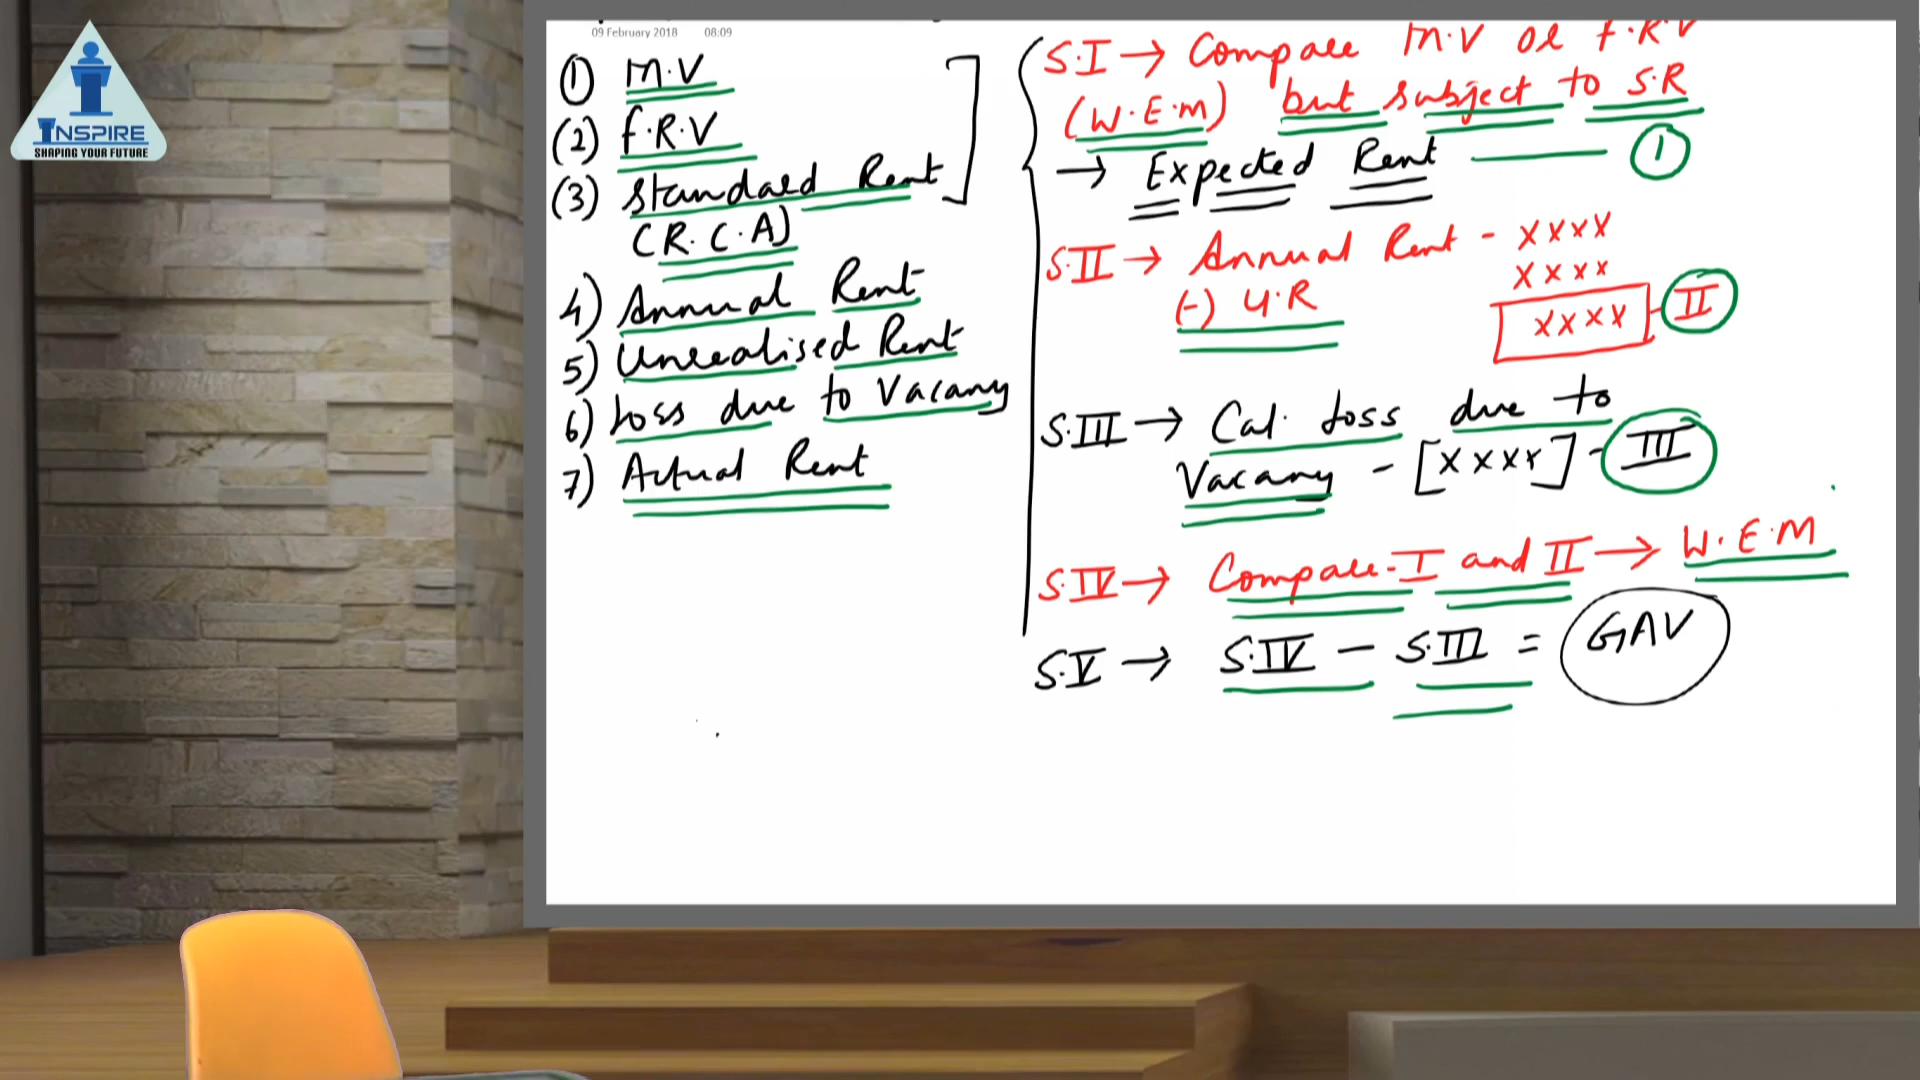 INSPIRE
SHAPING YOUR FUTURE
09 February 2018 08:09
(1) M.V
(2) F.R.V
(3) Standard Rent
(R.C.A)
4) Annual Rent
5) Unrealised Rent
6) Loss due to Vacany
7) Actual Rent
S.I → Compare M.V or F.R.V
(W.E.M) but subject to S.R
→ Expected Rent — (1)
S.II → Annual Rent - xxxx
(-) U.R xxxx
xxxx - II
S.III → Cal. Loss due to
Vacany - [xxxx] - III
S.IV → Compare - I and II → W.E.M
S.V → S.IV - S.III = GAV